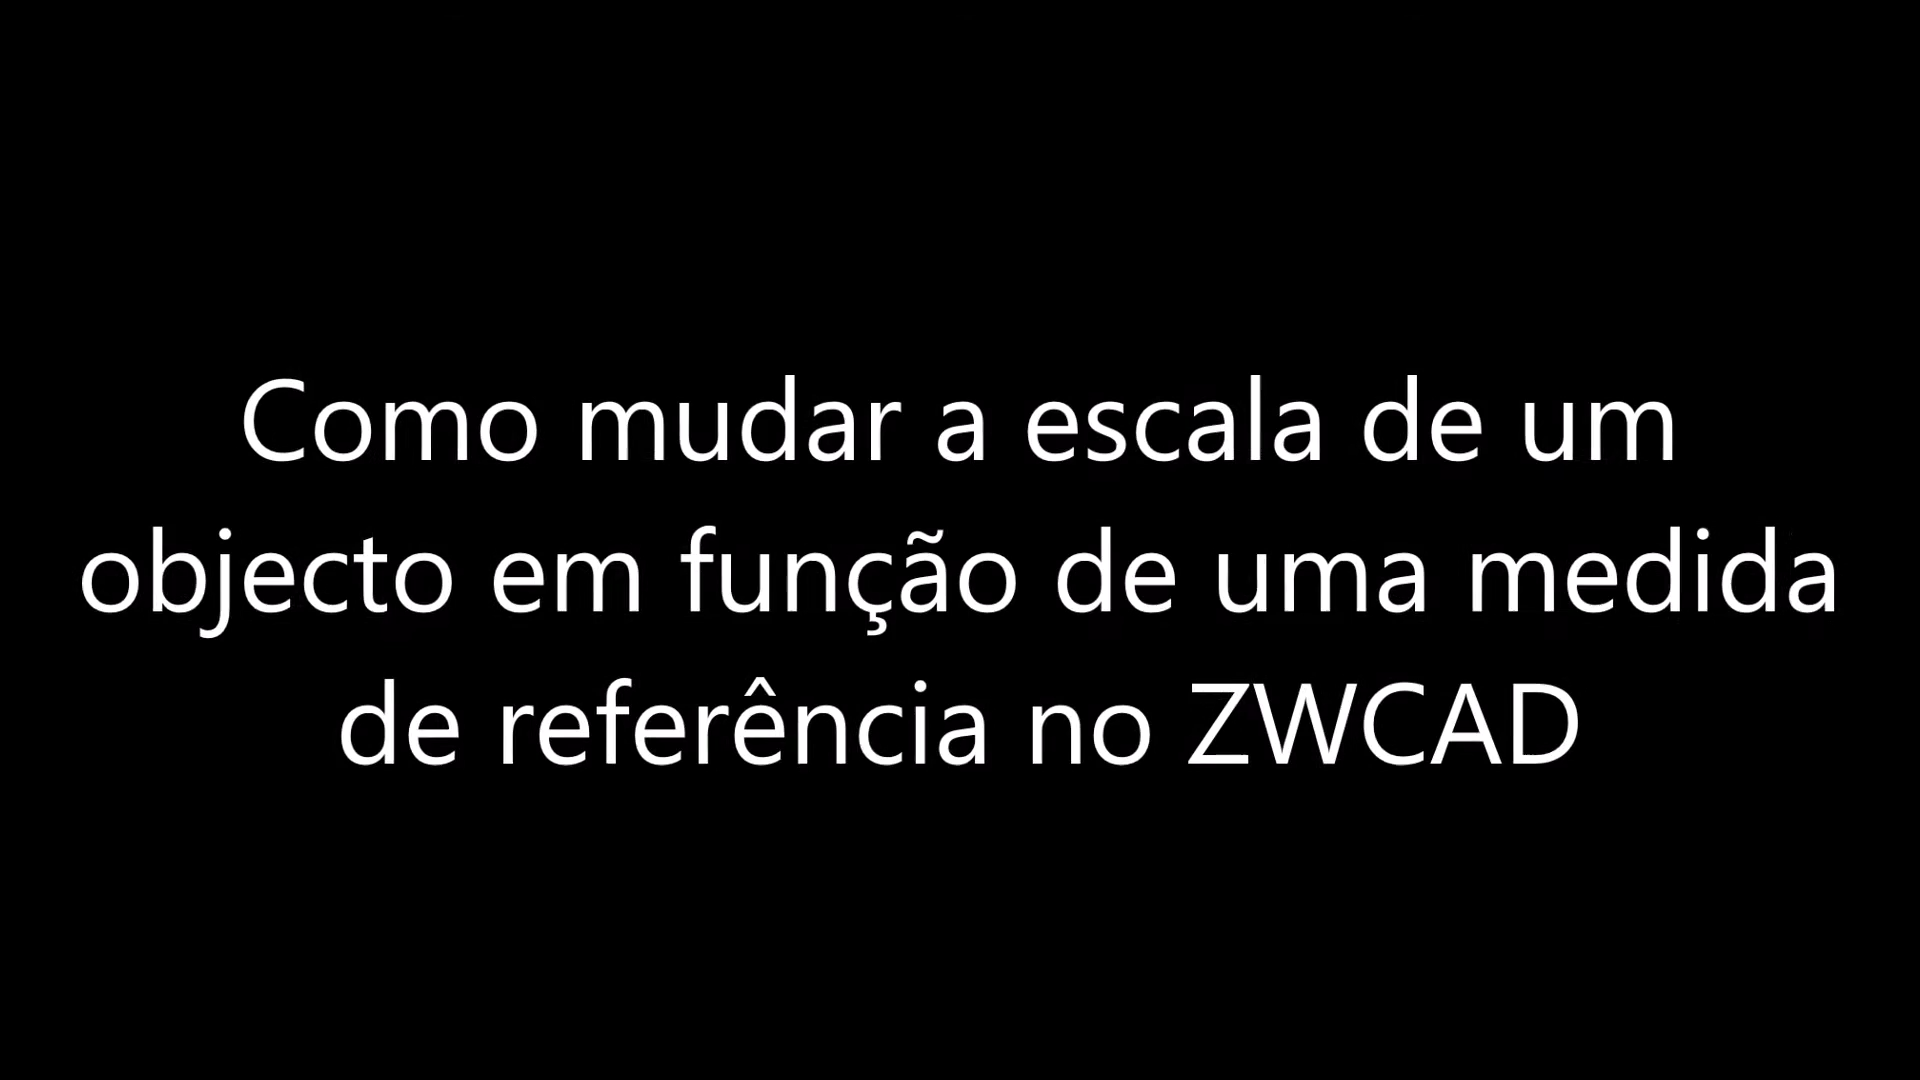 Como mudar a escala de um
objecto em função de uma medida
de referência no ZWCAD